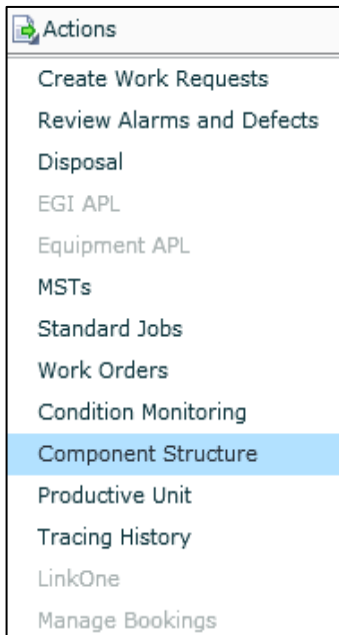 Actions
Create Work Requests
Review Alarms and Defects
Disposal
EGI APL
Equipment APL
MSTs
Standard Jobs
Work Orders
Condition Monitoring
Component Structure
Productive Unit
Tracing History
LinkOne
Manage Bookings